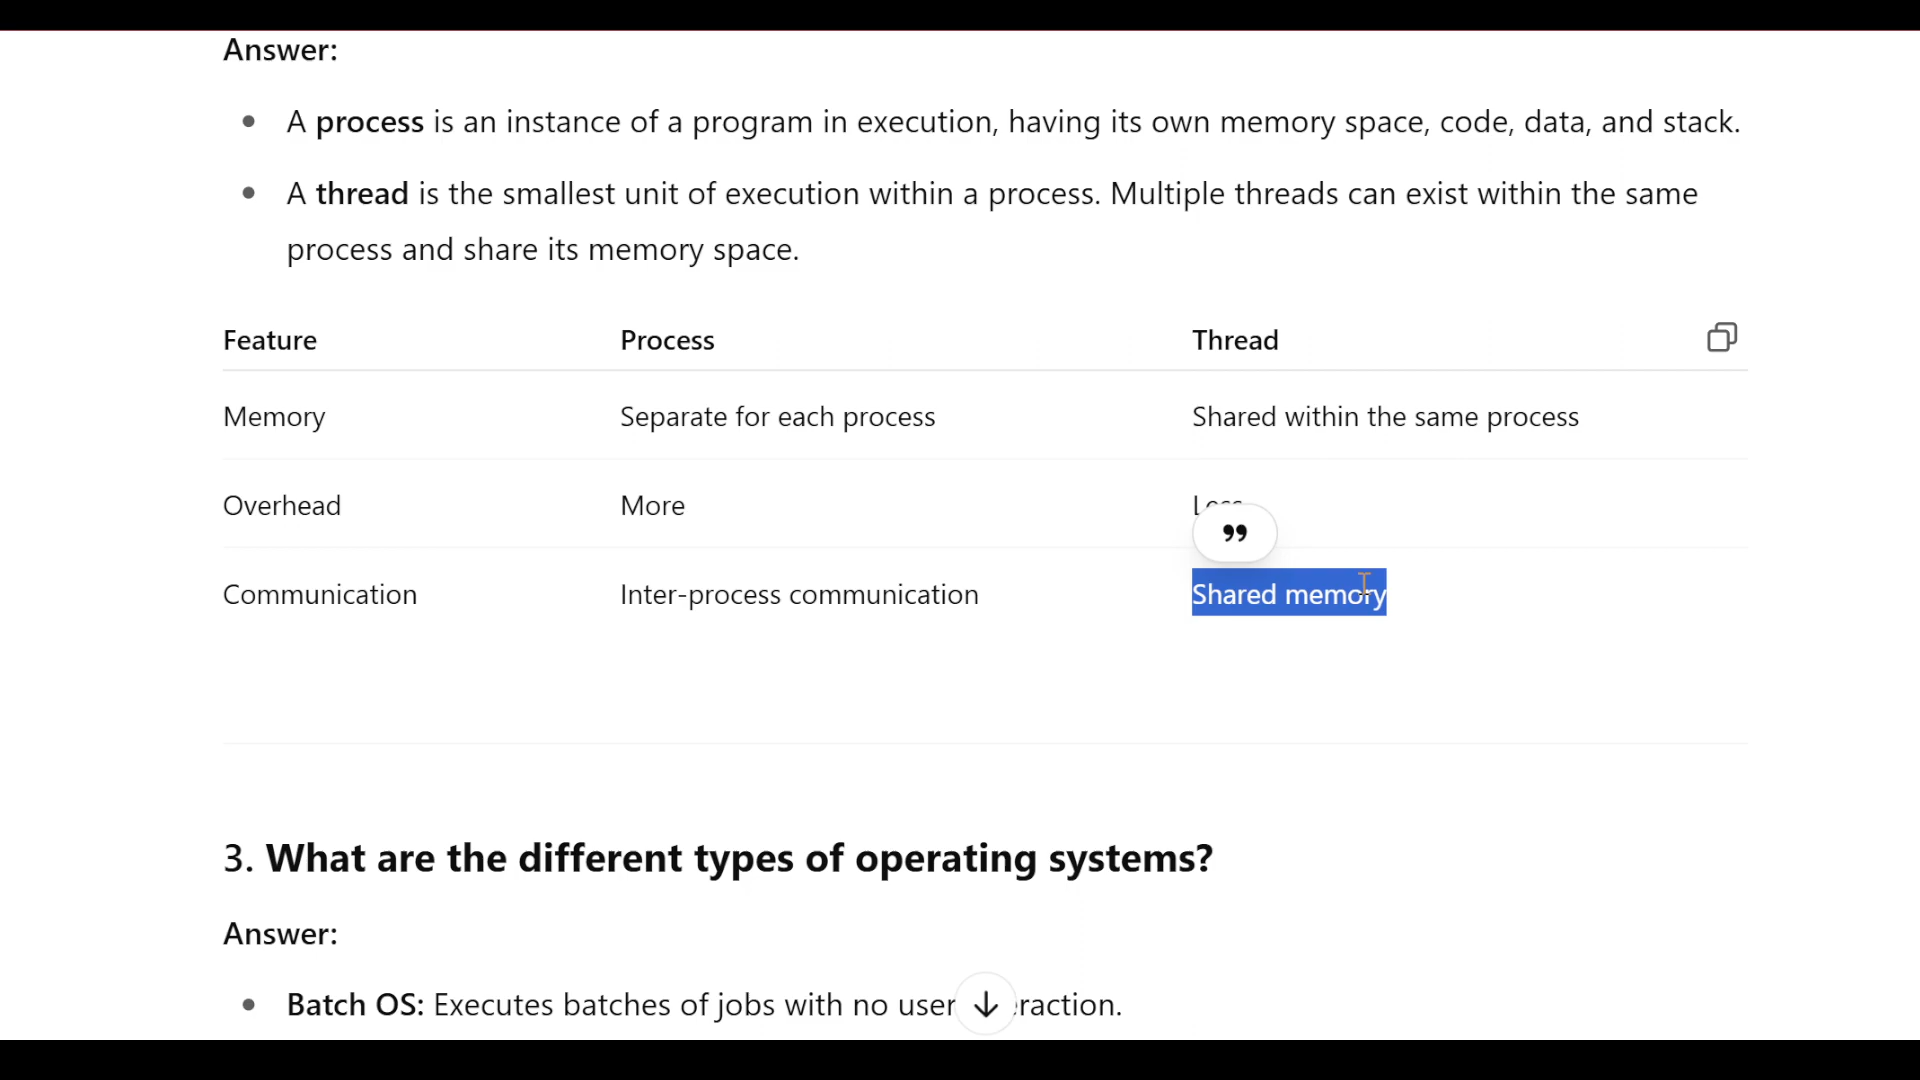 Answer:
• A process is an instance of a program in execution, having its own memory space, code, data, and stack.
• A thread is the smallest unit of execution within a process. Multiple threads can exist within the same
process and share its memory space.
Feature Process Thread
Memory Separate for each process Shared within the same process
Overhead More
Communication Inter-process communication Shared memory
3. What are the different types of operating systems?
Answer:
• Batch OS: Executes batches of jobs with no user